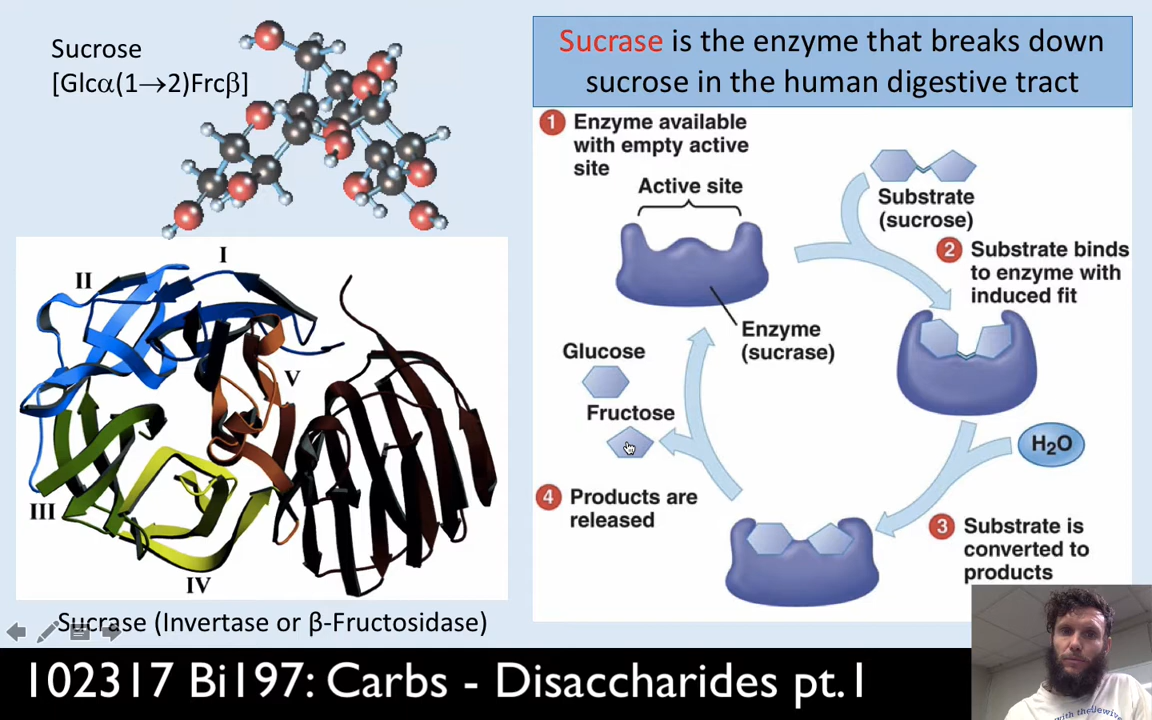 Sucrose
[Glcα(1→2)Frcβ]
Sucrase is the enzyme that breaks down
sucrose in the human digestive tract
1 Enzyme available
with empty active
site
Active site
Substrate
(sucrose)
2 Substrate binds
to enzyme with
induced fit
Enzyme
(sucrase)
Glucose
Fructose
H2O
4 Products are
released
3 Substrate is
converted to
products
I
II
V
III
IV
Sucrase (Invertase or β-Fructosidase)
102317 Bi197: Carbs - Disaccharides pt.1